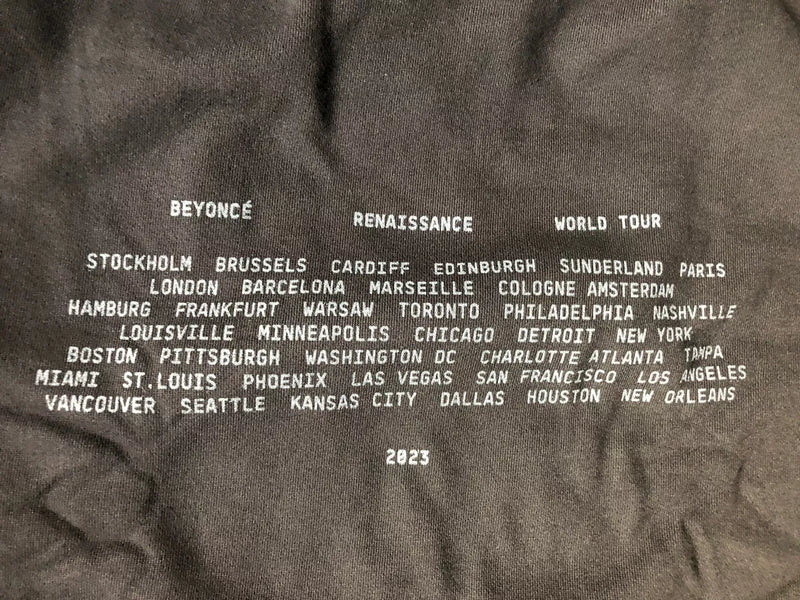 BEYONCÉ RENAISSANCE WORLD TOUR
STOCKHOLM BRUSSELS CARDIFF EDINBURGH SUNDERLAND PARIS
LONDON BARCELONA MARSEILLE COLOGNE AMSTERDAM
HAMBURG FRANKFURT WARSAW TORONTO PHILADELPHIA NASHVILLE
LOUISVILLE MINNEAPOLIS CHICAGO DETROIT NEW YORK
BOSTON PITTSBURGH WASHINGTON DC CHARLOTTE ATLANTA TAMPA
MIAMI ST.LOUIS PHOENIX LAS VEGAS SAN FRANCISCO LOS ANGELES
VANCOUVER SEATTLE KANSAS CITY DALLAS HOUSTON NEW ORLEANS
2023